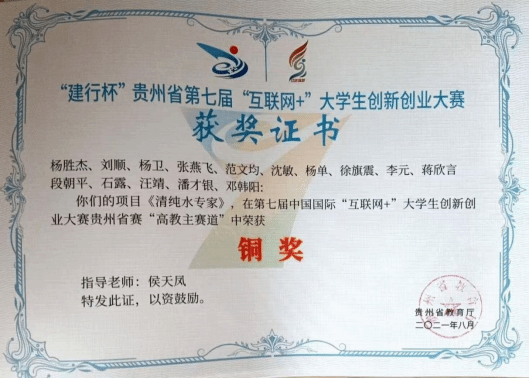 “建行杯”贵州省第七届“互联网+”大学生创新创业大赛
获奖证书
杨胜杰、刘顺、杨卫、张燕飞、范文均、沈敏、杨单、徐旗震、李元、蒋欣言
段朝平、石露、汪靖、潘才银、邓韩阳:
你们的项目《清纯水专家》，在第七届中国国际“互联网+”大学生创新创
业大赛贵州省赛“高教主赛道”中荣获
铜奖
指导老师：侯天凤
特发此证，以资鼓励。
贵州省教育厅
二〇二一年八月